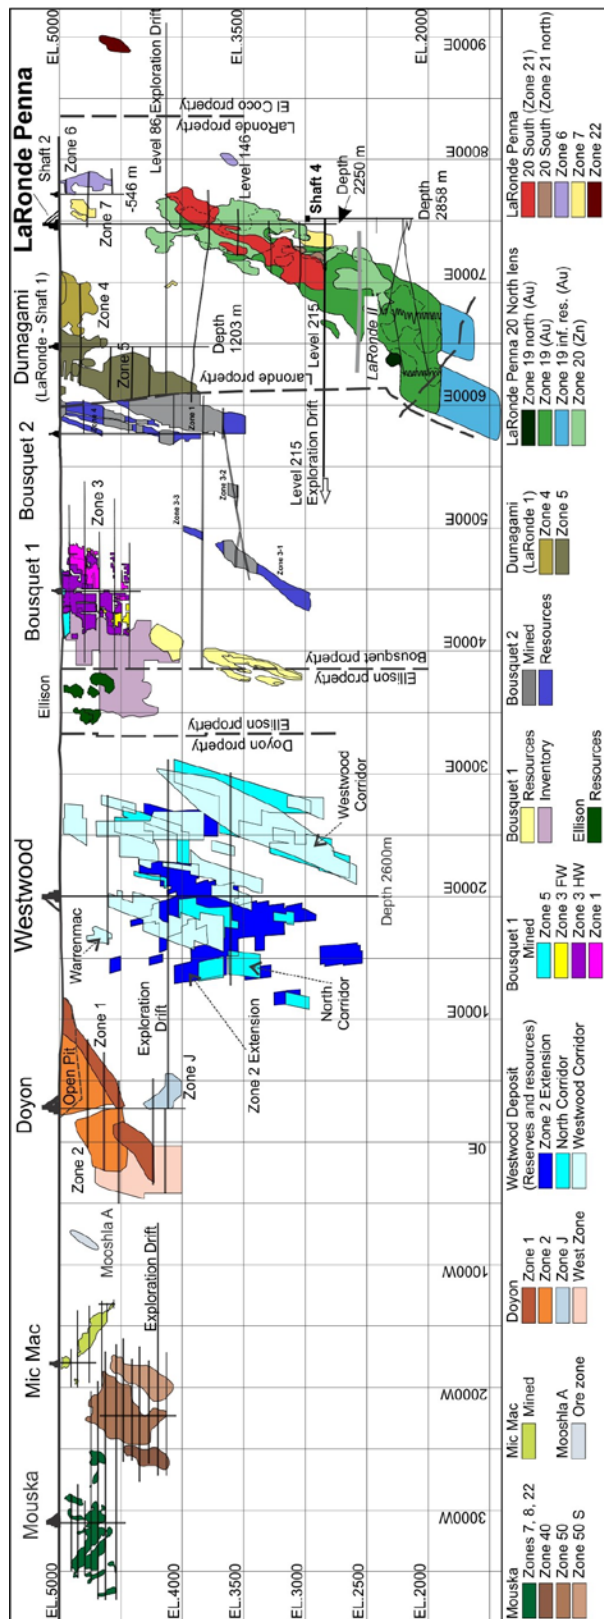 Mouska
Mic Mac
Doyon
Westwood
Bousquet 1
Bousquet 2
Dumagami
(LaRonde - Shaft 1)
LaRonde Penna
Shaft 2
EL.5000
EL.4000
EL.3500
EL.3000
EL.2500
EL.2000
EL.5000
EL.3500
EL.2000
3000W
2000W
1000W
0E
1000E
2000E
3000E
4000E
5000E
6000E
7000E
8000E
9000E
Mooshla A
Exploration Drift
Zone 2
Open Pit
Zone 1
Exploration
Drift
Zone J
Warrenmac
Zone 2 Extension
North
Corridor
Westwood
Corridor
Depth 2600m
Doyon property
Ellison property
Ellison
Ellison property
Bousquet property
Zone 3
Zone 3-3
Zone 3-2
Zone 3-1
Zone 4
Zone 1
Zone 5
Zone 4
Depth
1203 m
Laronde property
Level 215
Exploration Drift
Level 215
LaRonde II
Zone 7
Zone 6
-546 m
Level 86 Exploration Drift
LaRonde property
El Coco property
Level 146
Shaft 4
Depth
2250 m
Depth
2858 m
Mouska
Zones 7, 8, 22
Zone 40
Zone 50
Zone 50 S
Mic Mac
Mined
Mooshla A
Ore zone
Doyon
Zone 1
Zone 2
Zone J
West Zone
Westwood Deposit
(Reserves and resources)
Zone 2 Extension
North Corridor
Westwood Corridor
Bousquet 1
Mined
Zone 5
Zone 3 FW
Zone 3 HW
Zone 1
Bousquet 1
Resources
Inventory
Ellison
Resources
Bousquet 2
Mined
Resources
Dumagami
(LaRonde 1)
Zone 4
Zone 5
LaRonde Penna 20 North lens
Zone 19 north (Au)
Zone 19 (Au)
Zone 19 inf. res. (Au)
Zone 20 (Zn)
LaRonde Penna
20 South (Zone 21)
20 South (Zone 21 north)
Zone 6
Zone 7
Zone 22